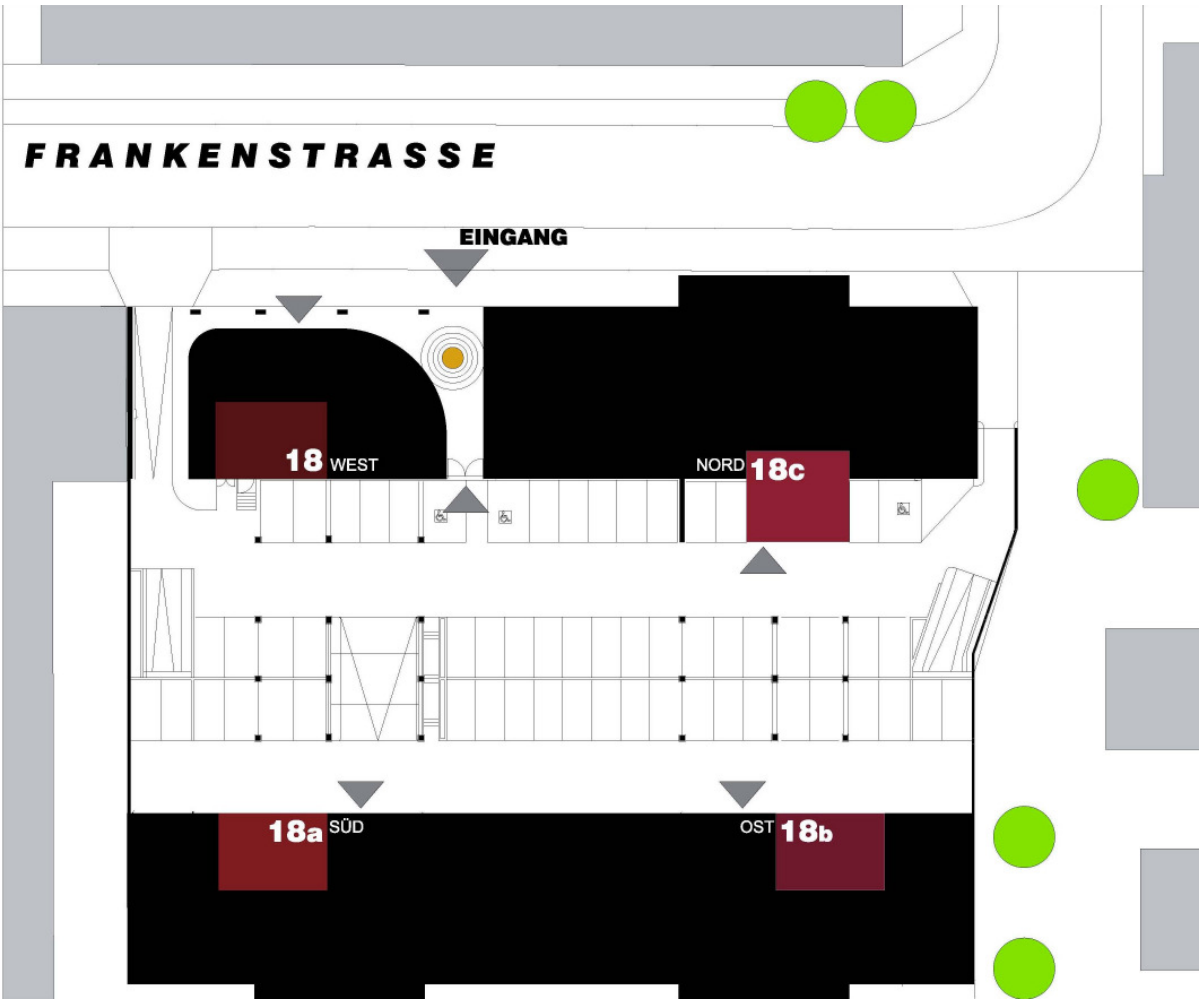 FRANKENSTRASSE
EINGANG
18 WEST
NORD 18c
18a SÜD
OST 18b